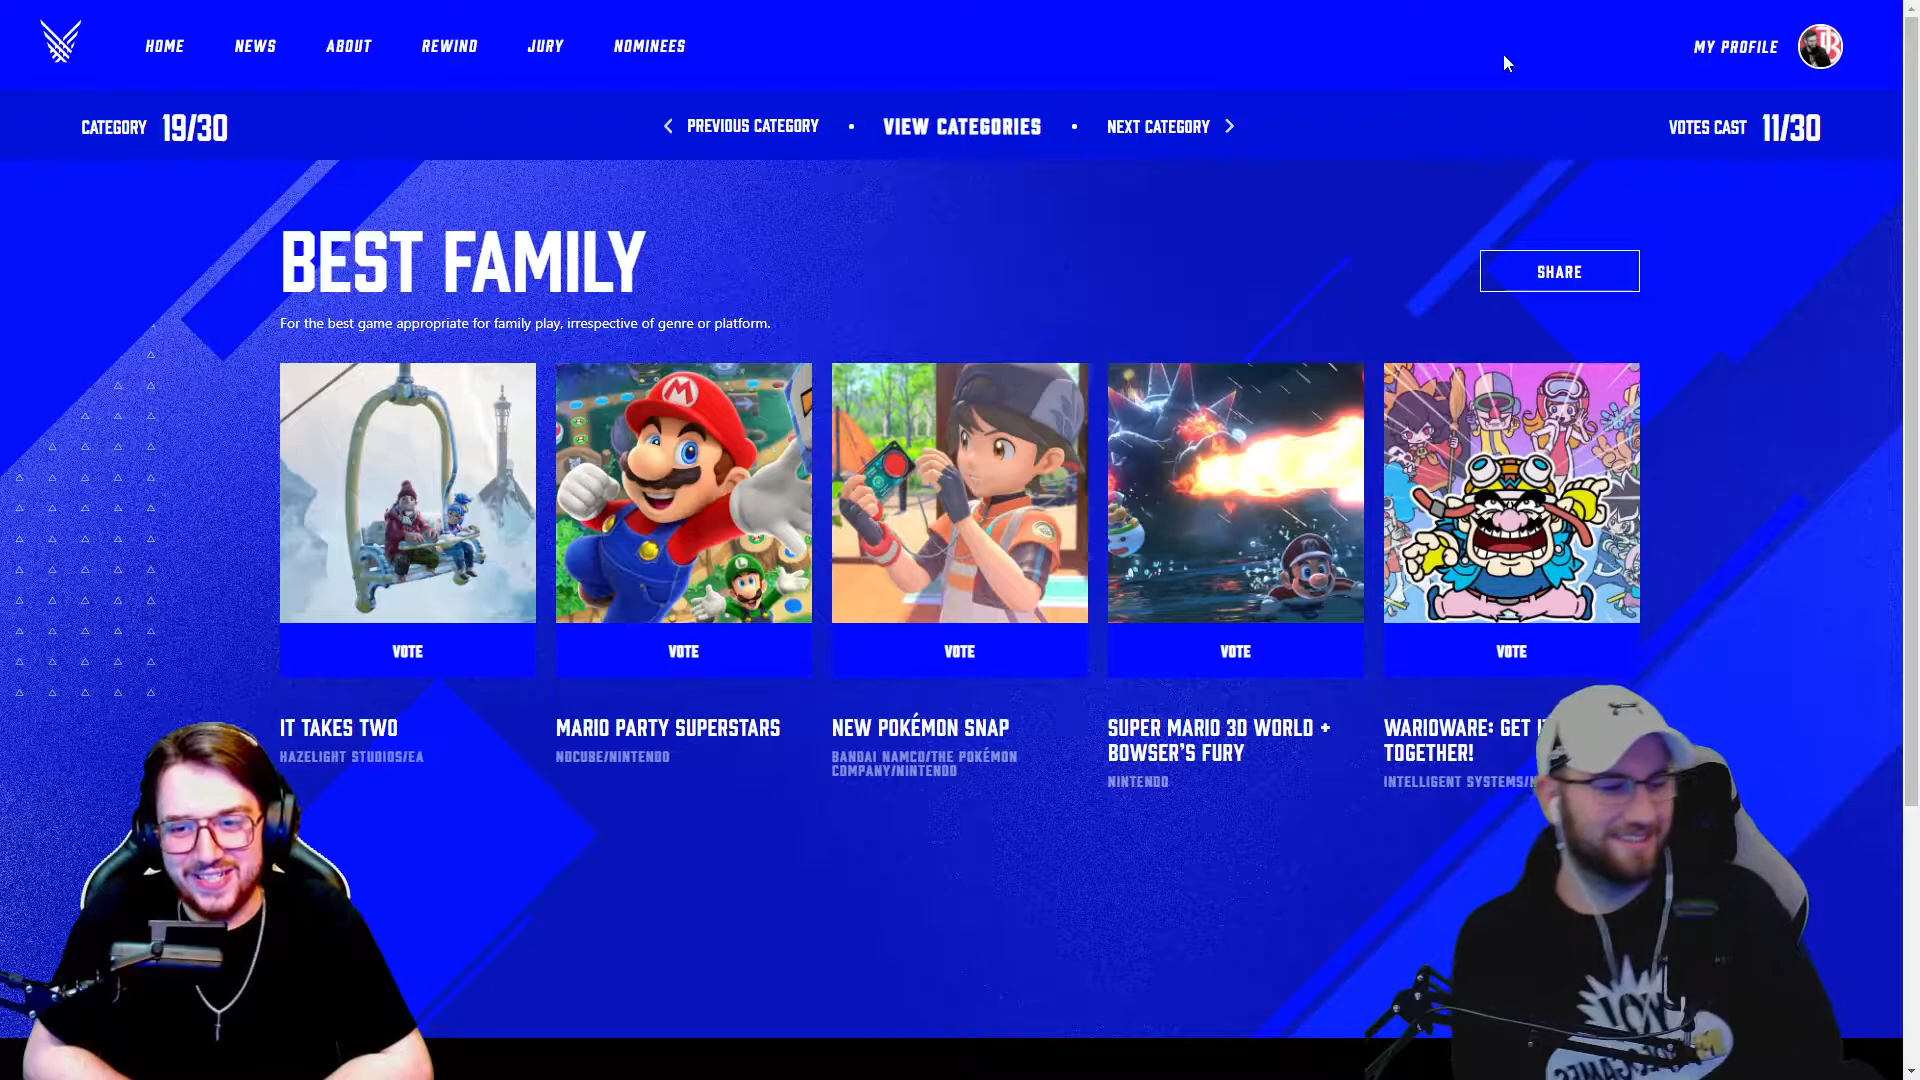 HOME NEWS ABOUT REWIND JURY NOMINEES MY PROFILE
CATEGORY 19/30 PREVIOUS CATEGORY • VIEW CATEGORIES • NEXT CATEGORY VOTES CAST 11/30
BEST FAMILY
SHARE
For the best game appropriate for family play, irrespective of genre or platform.
VOTE VOTE VOTE VOTE VOTE
IT TAKES TWO
HAZELIGHT STUDIOS/EA
MARIO PARTY SUPERSTARS
NDCUBE/NINTENDO
NEW POKÉMON SNAP
BANDAI NAMCO/THE POKÉMON
COMPANY/NINTENDO
SUPER MARIO 3D WORLD +
BOWSER'S FURY
NINTENDO
WARIOWARE: GET
TOGETHER!
INTELLIGENT SYSTEMS/